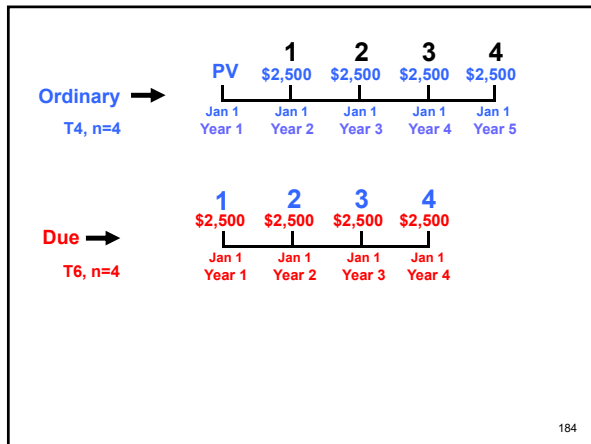 1 2 3 4
PV $2,500 $2,500 $2,500 $2,500
Ordinary
Jan 1 Jan 1 Jan 1 Jan 1 Jan 1
T4, n=4 Year 1 Year 2 Year 3 Year 4 Year 5
1 2 3 4
$2,500 $2,500 $2,500 $2,500
Due
Jan 1 Jan 1 Jan 1 Jan 1
T6, n=4 Year 1 Year 2 Year 3 Year 4
184